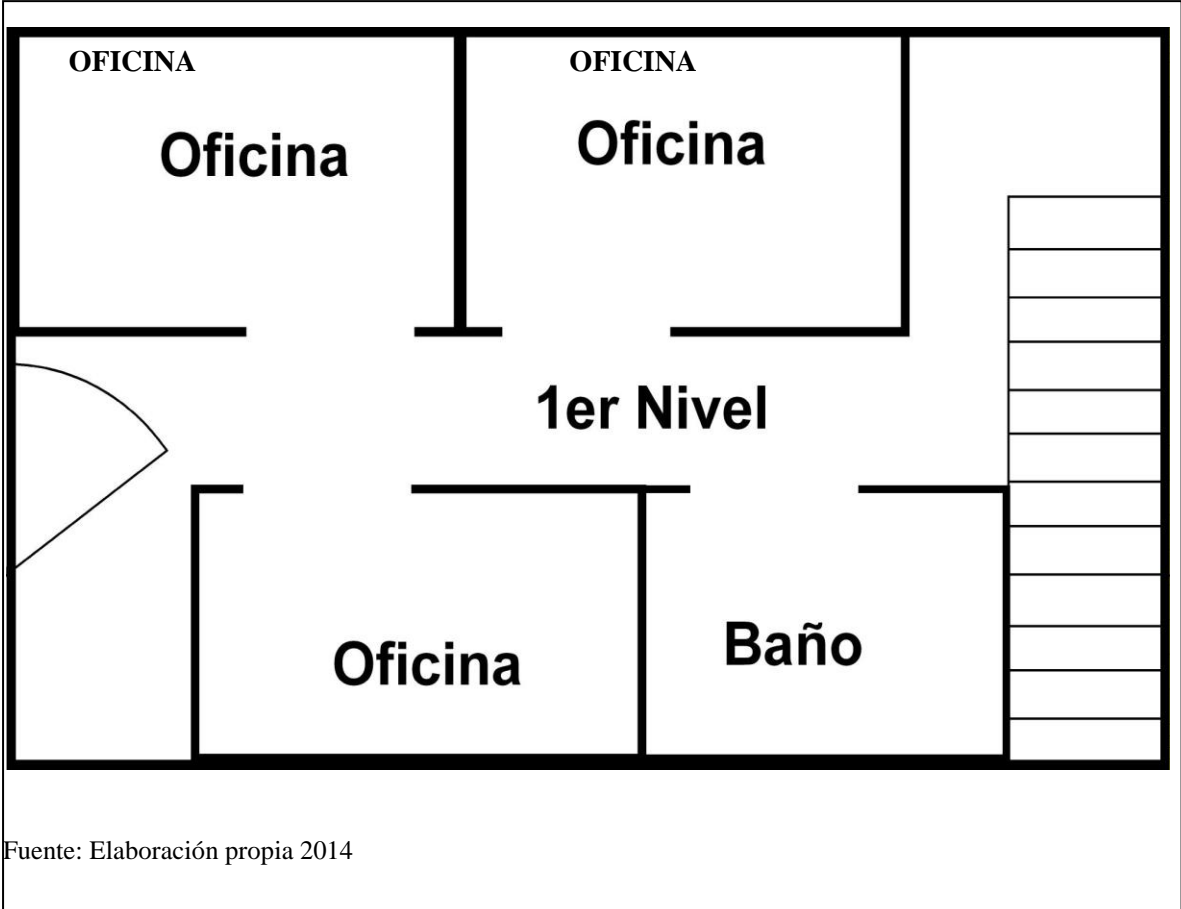 OFICINA
OFICINA
Oficina
Oficina
1er Nivel
Oficina
Baño
Fuente: Elaboración propia 2014